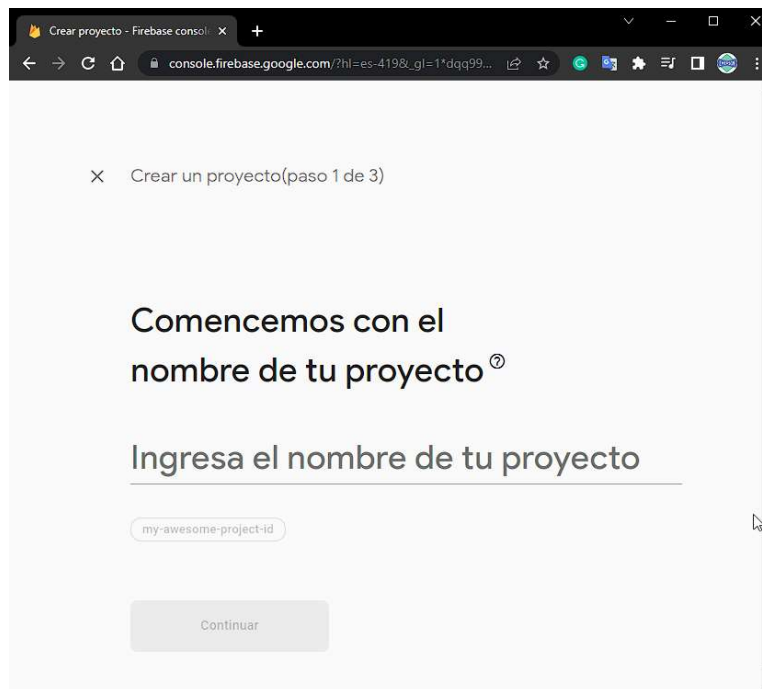 Crear proyecto - Firebase consol
console.firebase.google.com/?hl=es-419&_gl=1*dqq99...
Crear un proyecto(paso 1 de 3)
Comencemos con el
nombre de tu proyecto
Ingresa el nombre de tu proyecto
my-awesome-project-id
Continuar